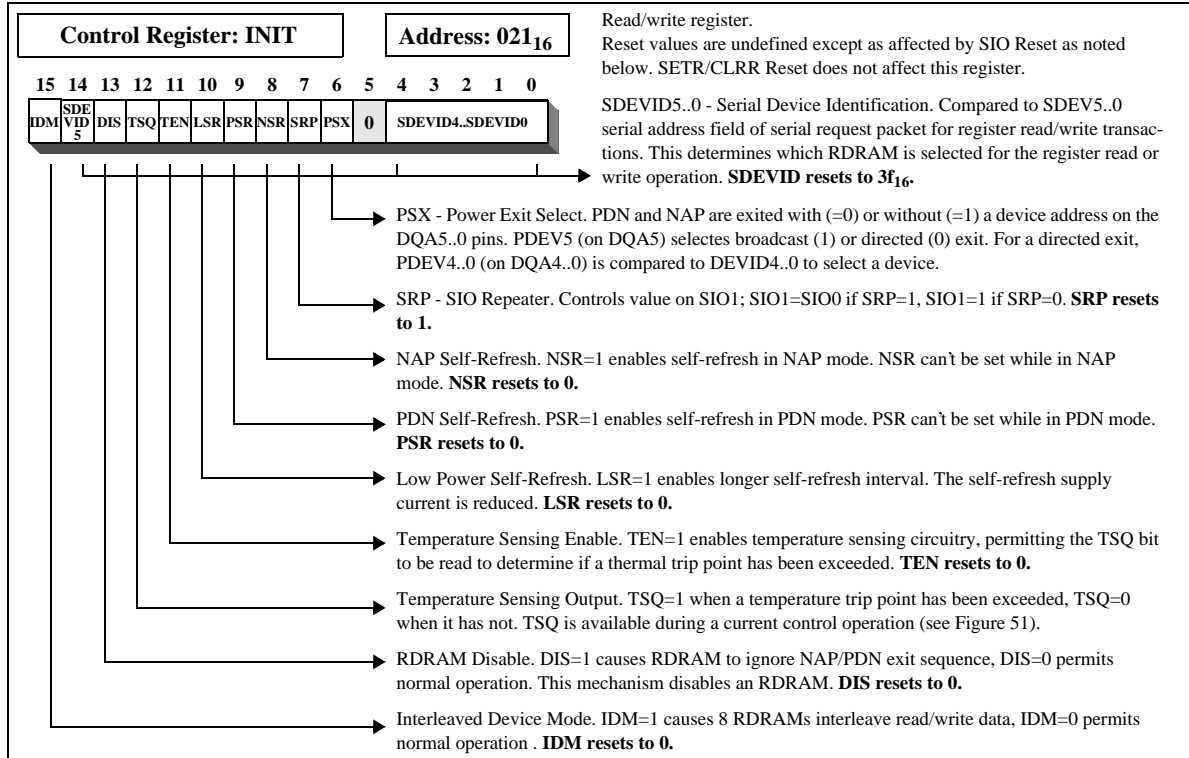 Control Register: INIT
Address: 021₁₆
Read/write register.
Reset values are undefined except as affected by SIO Reset as noted
below. SETR/CLRR Reset does not affect this register.
15 14 13 12 11 10 9 8 7 6 5 4 3 2 1 0
IDM SDE VID 5 DIS TSQ TEN LSR PSR NSR SRP PSX 0 SDEVID4..SDEVID0
SDEVID5..0 - Serial Device Identification. Compared to SDEV5..0
serial address field of serial request packet for register read/write transac-
tions. This determines which RDRAM is selected for the register read or
write operation. SDEVID resets to 3f₁₆.
PSX - Power Exit Select. PDN and NAP are exited with (=0) or without (=1) a device address on the
DQA5..0 pins. PDEV5 (on DQA5) selectes broadcast (1) or directed (0) exit. For a directed exit,
PDEV4..0 (on DQA4..0) is compared to DEVID4..0 to select a device.
SRP - SIO Repeater. Controls value on SIO1; SIO1=SIO0 if SRP=1, SIO1=1 if SRP=0. SRP resets
to 1.
NAP Self-Refresh. NSR=1 enables self-refresh in NAP mode. NSR can't be set while in NAP
mode. NSR resets to 0.
PDN Self-Refresh. PSR=1 enables self-refresh in PDN mode. PSR can't be set while in PDN mode.
PSR resets to 0.
Low Power Self-Refresh. LSR=1 enables longer self-refresh interval. The self-refresh supply
current is reduced. LSR resets to 0.
Temperature Sensing Enable. TEN=1 enables temperature sensing circuitry, permitting the TSQ bit
to be read to determine if a thermal trip point has been exceeded. TEN resets to 0.
Temperature Sensing Output. TSQ=1 when a temperature trip point has been exceeded, TSQ=0
when it has not. TSQ is available during a current control operation (see Figure 51).
RDRAM Disable. DIS=1 causes RDRAM to ignore NAP/PDN exit sequence, DIS=0 permits
normal operation. This mechanism disables an RDRAM. DIS resets to 0.
Interleaved Device Mode. IDM=1 causes 8 RDRAMs interleave read/write data, IDM=0 permits
normal operation . IDM resets to 0.